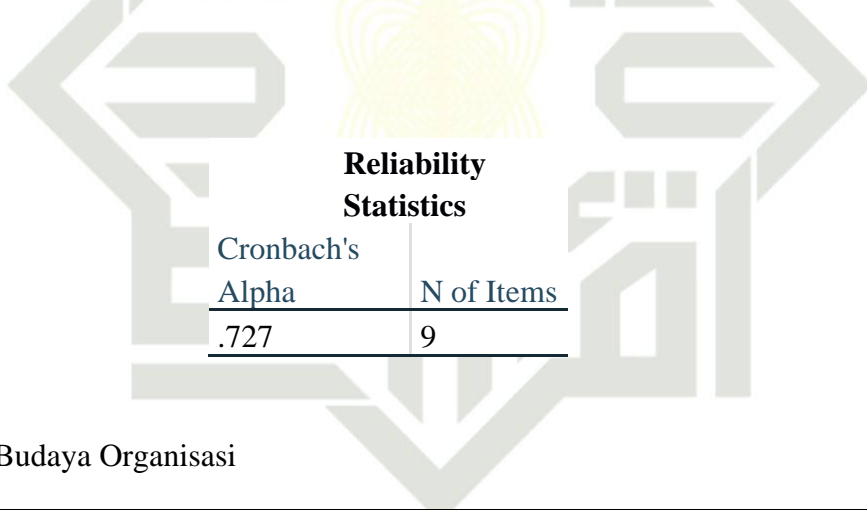 Reliability
Statistics
Cronbach's
Alpha N of Items
.727 9
Budaya Organisasi